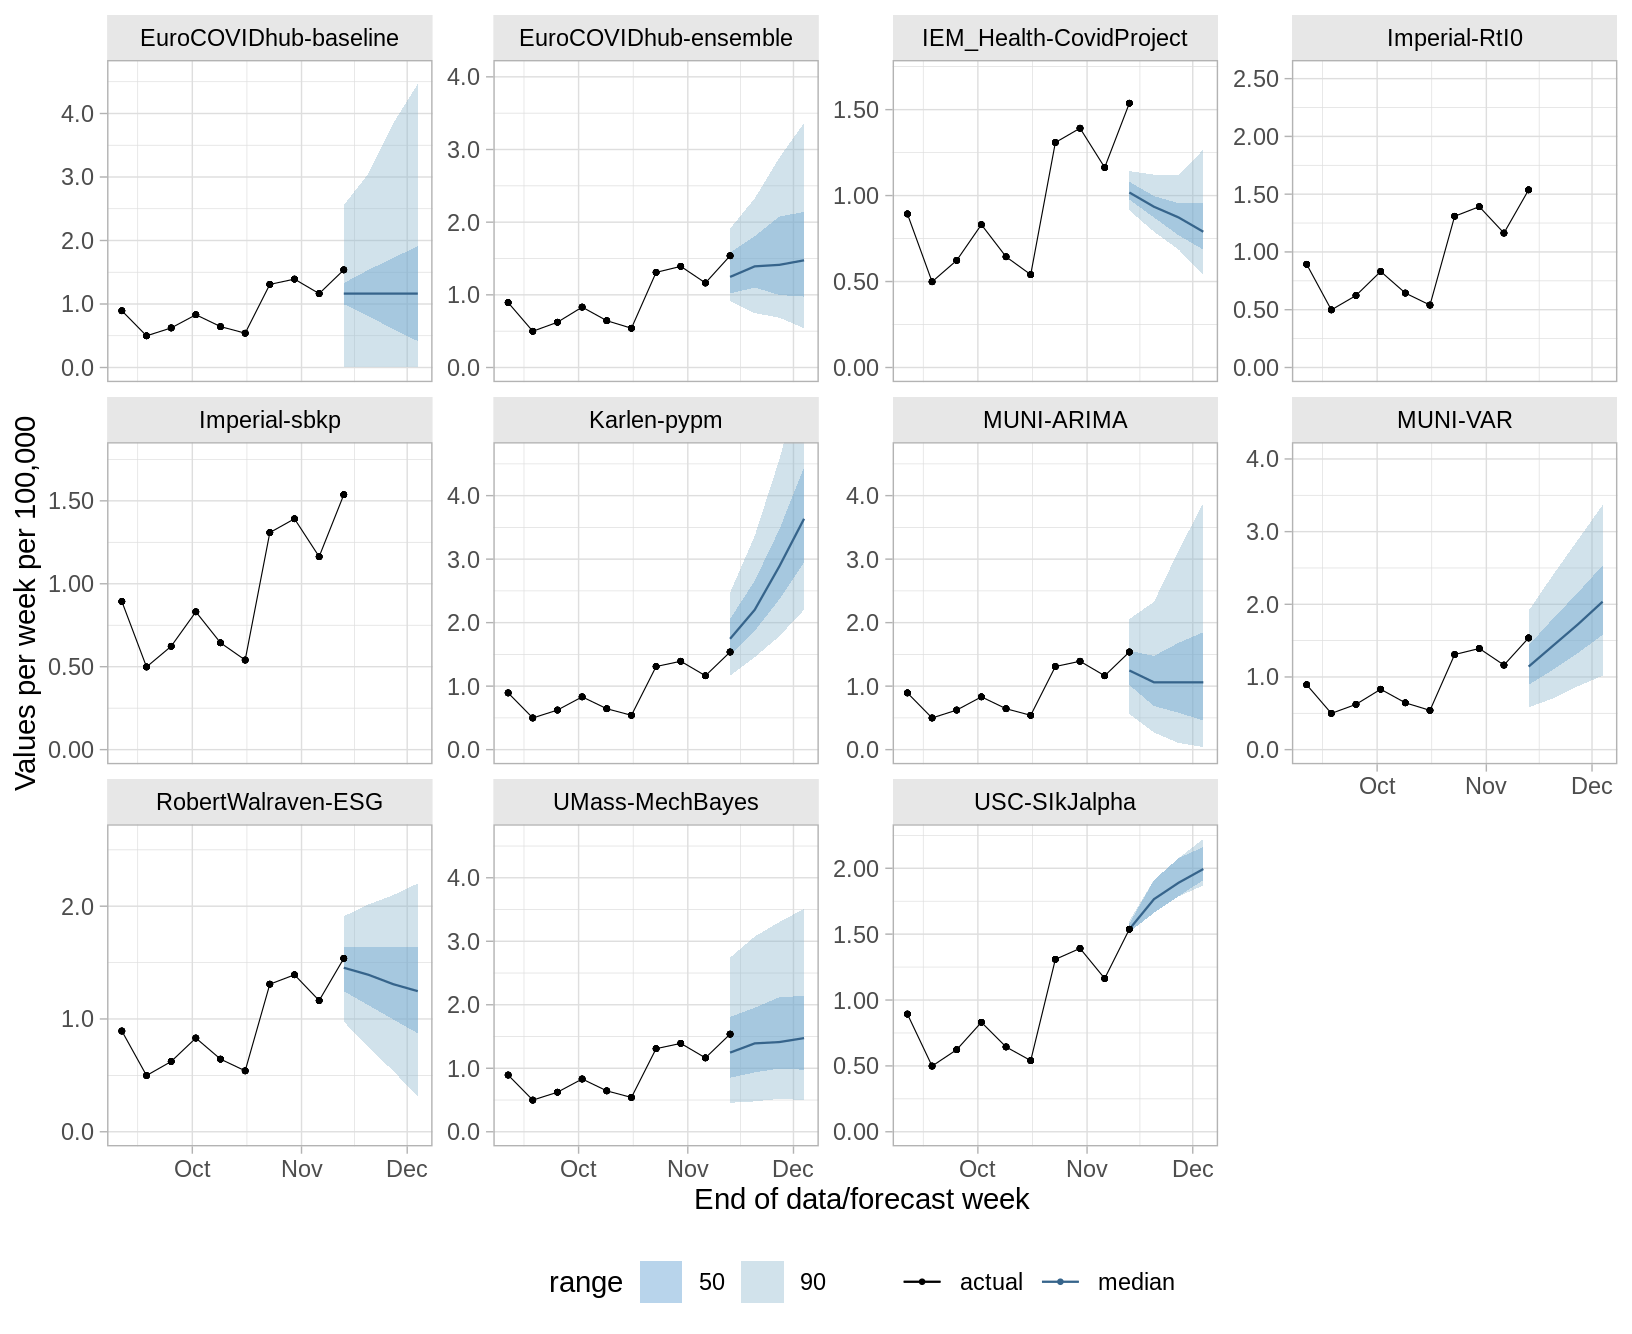 EuroCOVIDhub-baseline
EuroCOVIDhub-ensemble
IEM_Health-CovidProject
Imperial-RtI0
4.0
3.0
2.0
1.0
0.0
4.0
3.0
2.0
1.0
0.0
1.50
1.00
0.50
0.00
2.50
2.00
1.50
1.00
0.50
0.00
Values per week per 100,000
Imperial-sbkp
Karlen-pypm
MUNI-ARIMA
MUNI-VAR
1.50
1.00
0.50
0.00
4.0
3.0
2.0
1.0
0.0
4.0
3.0
2.0
1.0
0.0
4.0
3.0
2.0
1.0
0.0
Oct Nov Dec
RobertWalraven-ESG
UMass-MechBayes
USC-SIkJalpha
2.0
1.0
0.0
4.0
3.0
2.0
1.0
0.0
2.00
1.50
1.00
0.50
0.00
Oct Nov Dec
Oct Nov Dec
Oct Nov Dec
End of data/forecast week
range 50 90 actual median